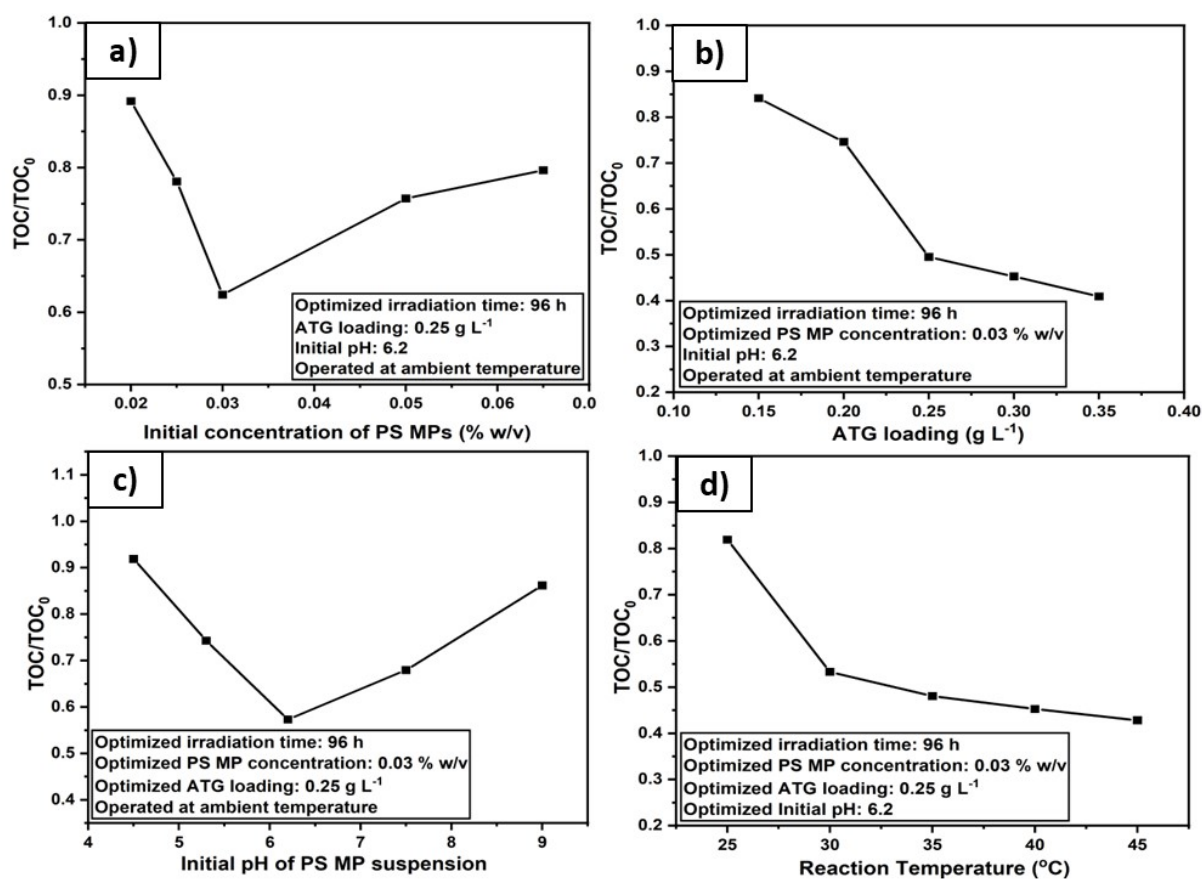 a)
1.0
0.9
0.8
0.7
0.6
0.5
TOC/TOC₀
Optimized irradiation time: 96 h
ATG loading: 0.25 g L⁻¹
Initial pH: 6.2
Operated at ambient temperature
0.02 0.03 0.04 0.05 0.06 0.0
Initial concentration of PS MPs (% w/v)
b)
1.0
0.9
0.8
0.7
0.6
0.5
0.4
0.2
TOC/TOC₀
Optimized irradiation time: 96 h
Optimized PS MP concentration: 0.03 % w/v
Initial pH: 6.2
Operated at ambient temperature
0.10 0.15 0.20 0.25 0.30 0.35 0.40
ATG loading (g L⁻¹)
c)
1.1
1.0
0.9
0.8
0.7
0.6
0.5
0.4
TOC/TOC₀
Optimized irradiation time: 96 h
Optimized PS MP concentration: 0.03 % w/v
Optimized ATG loading: 0.25 g L⁻¹
Operated at ambient temperature
4 5 6 7 8 9
Initial pH of PS MP suspension
d)
1.0
0.9
0.8
0.7
0.6
0.5
0.4
0.3
0.2
TOC/TOC₀
Optimized irradiation time: 96 h
Optimized PS MP concentration: 0.03 % w/v
Optimized ATG loading: 0.25 g L⁻¹
Optimized Initial pH: 6.2
25 30 35 40 45
Reaction Temperature (°C)